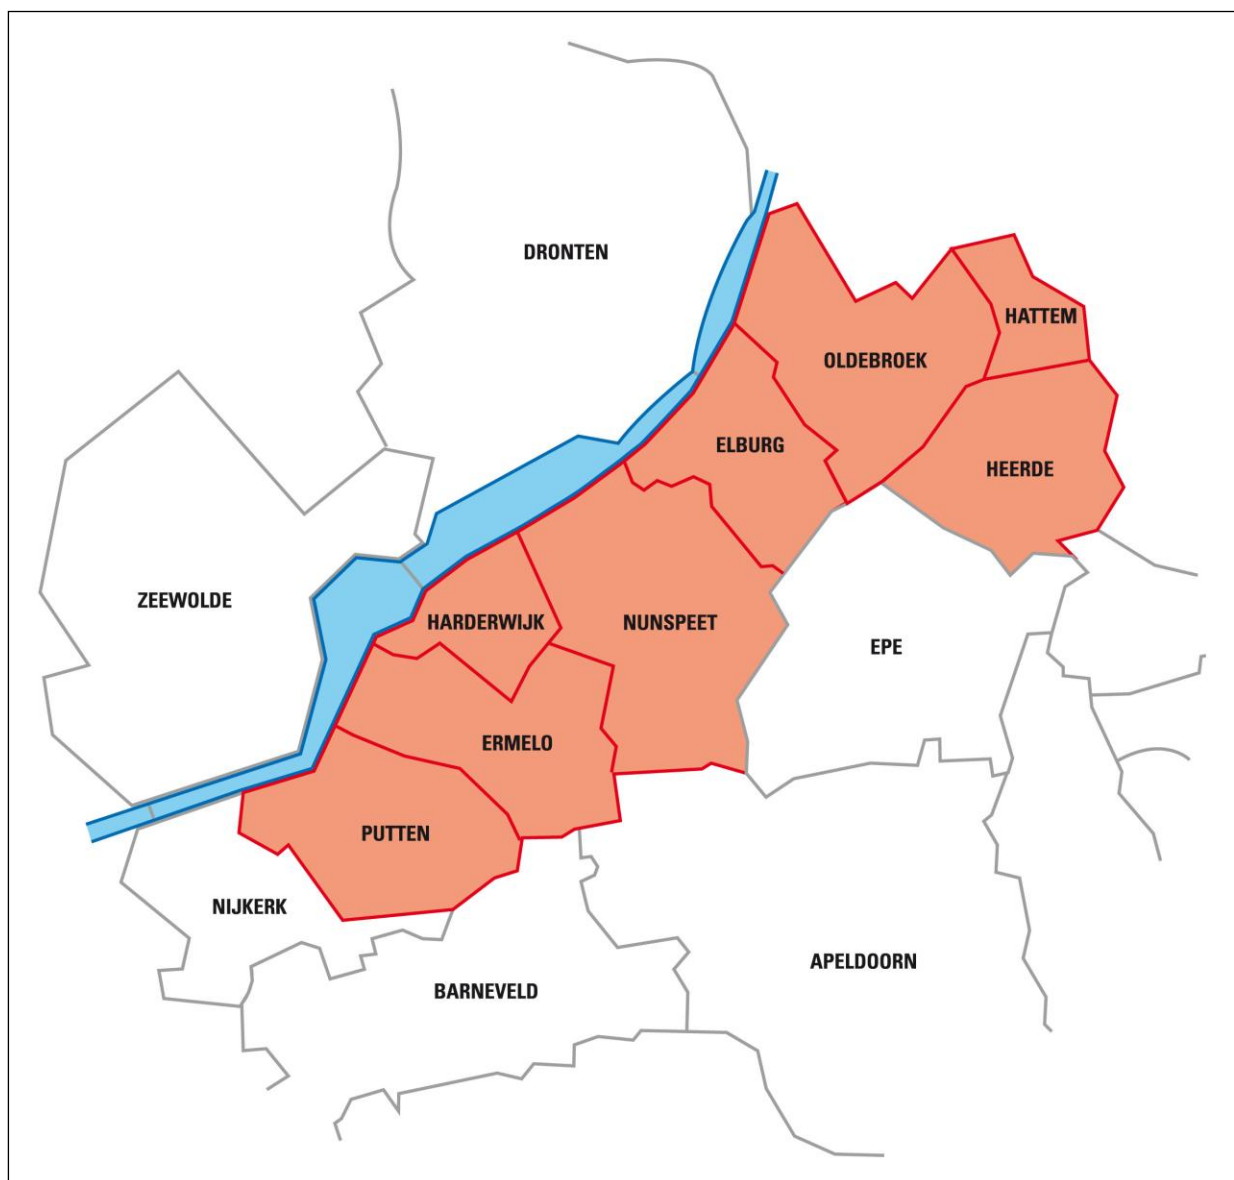 DRONTEN
HATTEM
OLDEBROEK
ELBURG
HEERDE
ZEEWOLDE
HARDERWIJK
NUNSPEET
EPE
ERMELO
PUTTEN
NIJKERK
APELDOORN
BARNEVELD